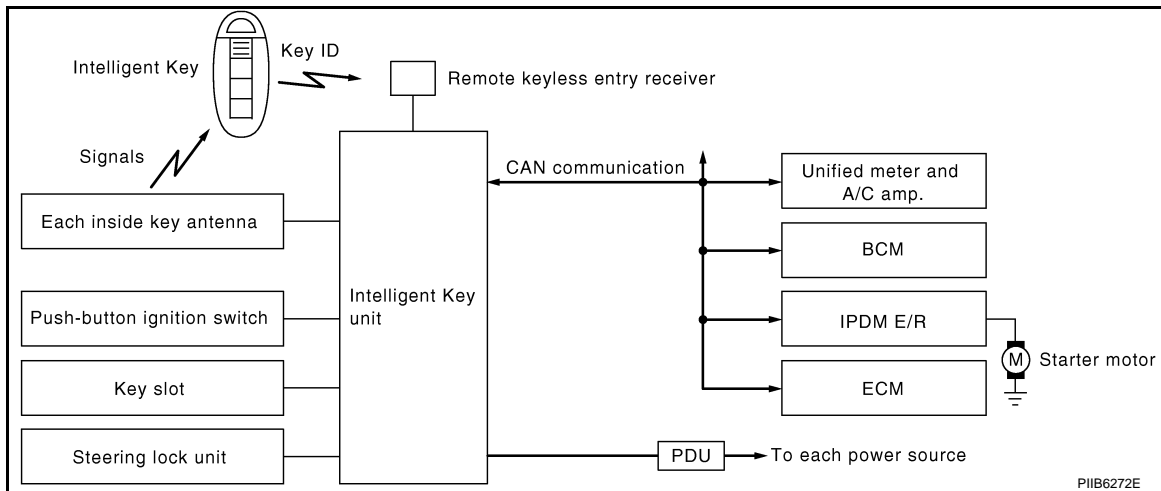 Key ID
Intelligent Key
Remote keyless entry receiver
Signals
CAN communication
Unified meter and
A/C amp.
Each inside key antenna
BCM
Intelligent Key
unit
Push-button ignition switch
IPDM E/R
M
Starter motor
Key slot
ECM
Steering lock unit
PDU
To each power source
PIIB6272E